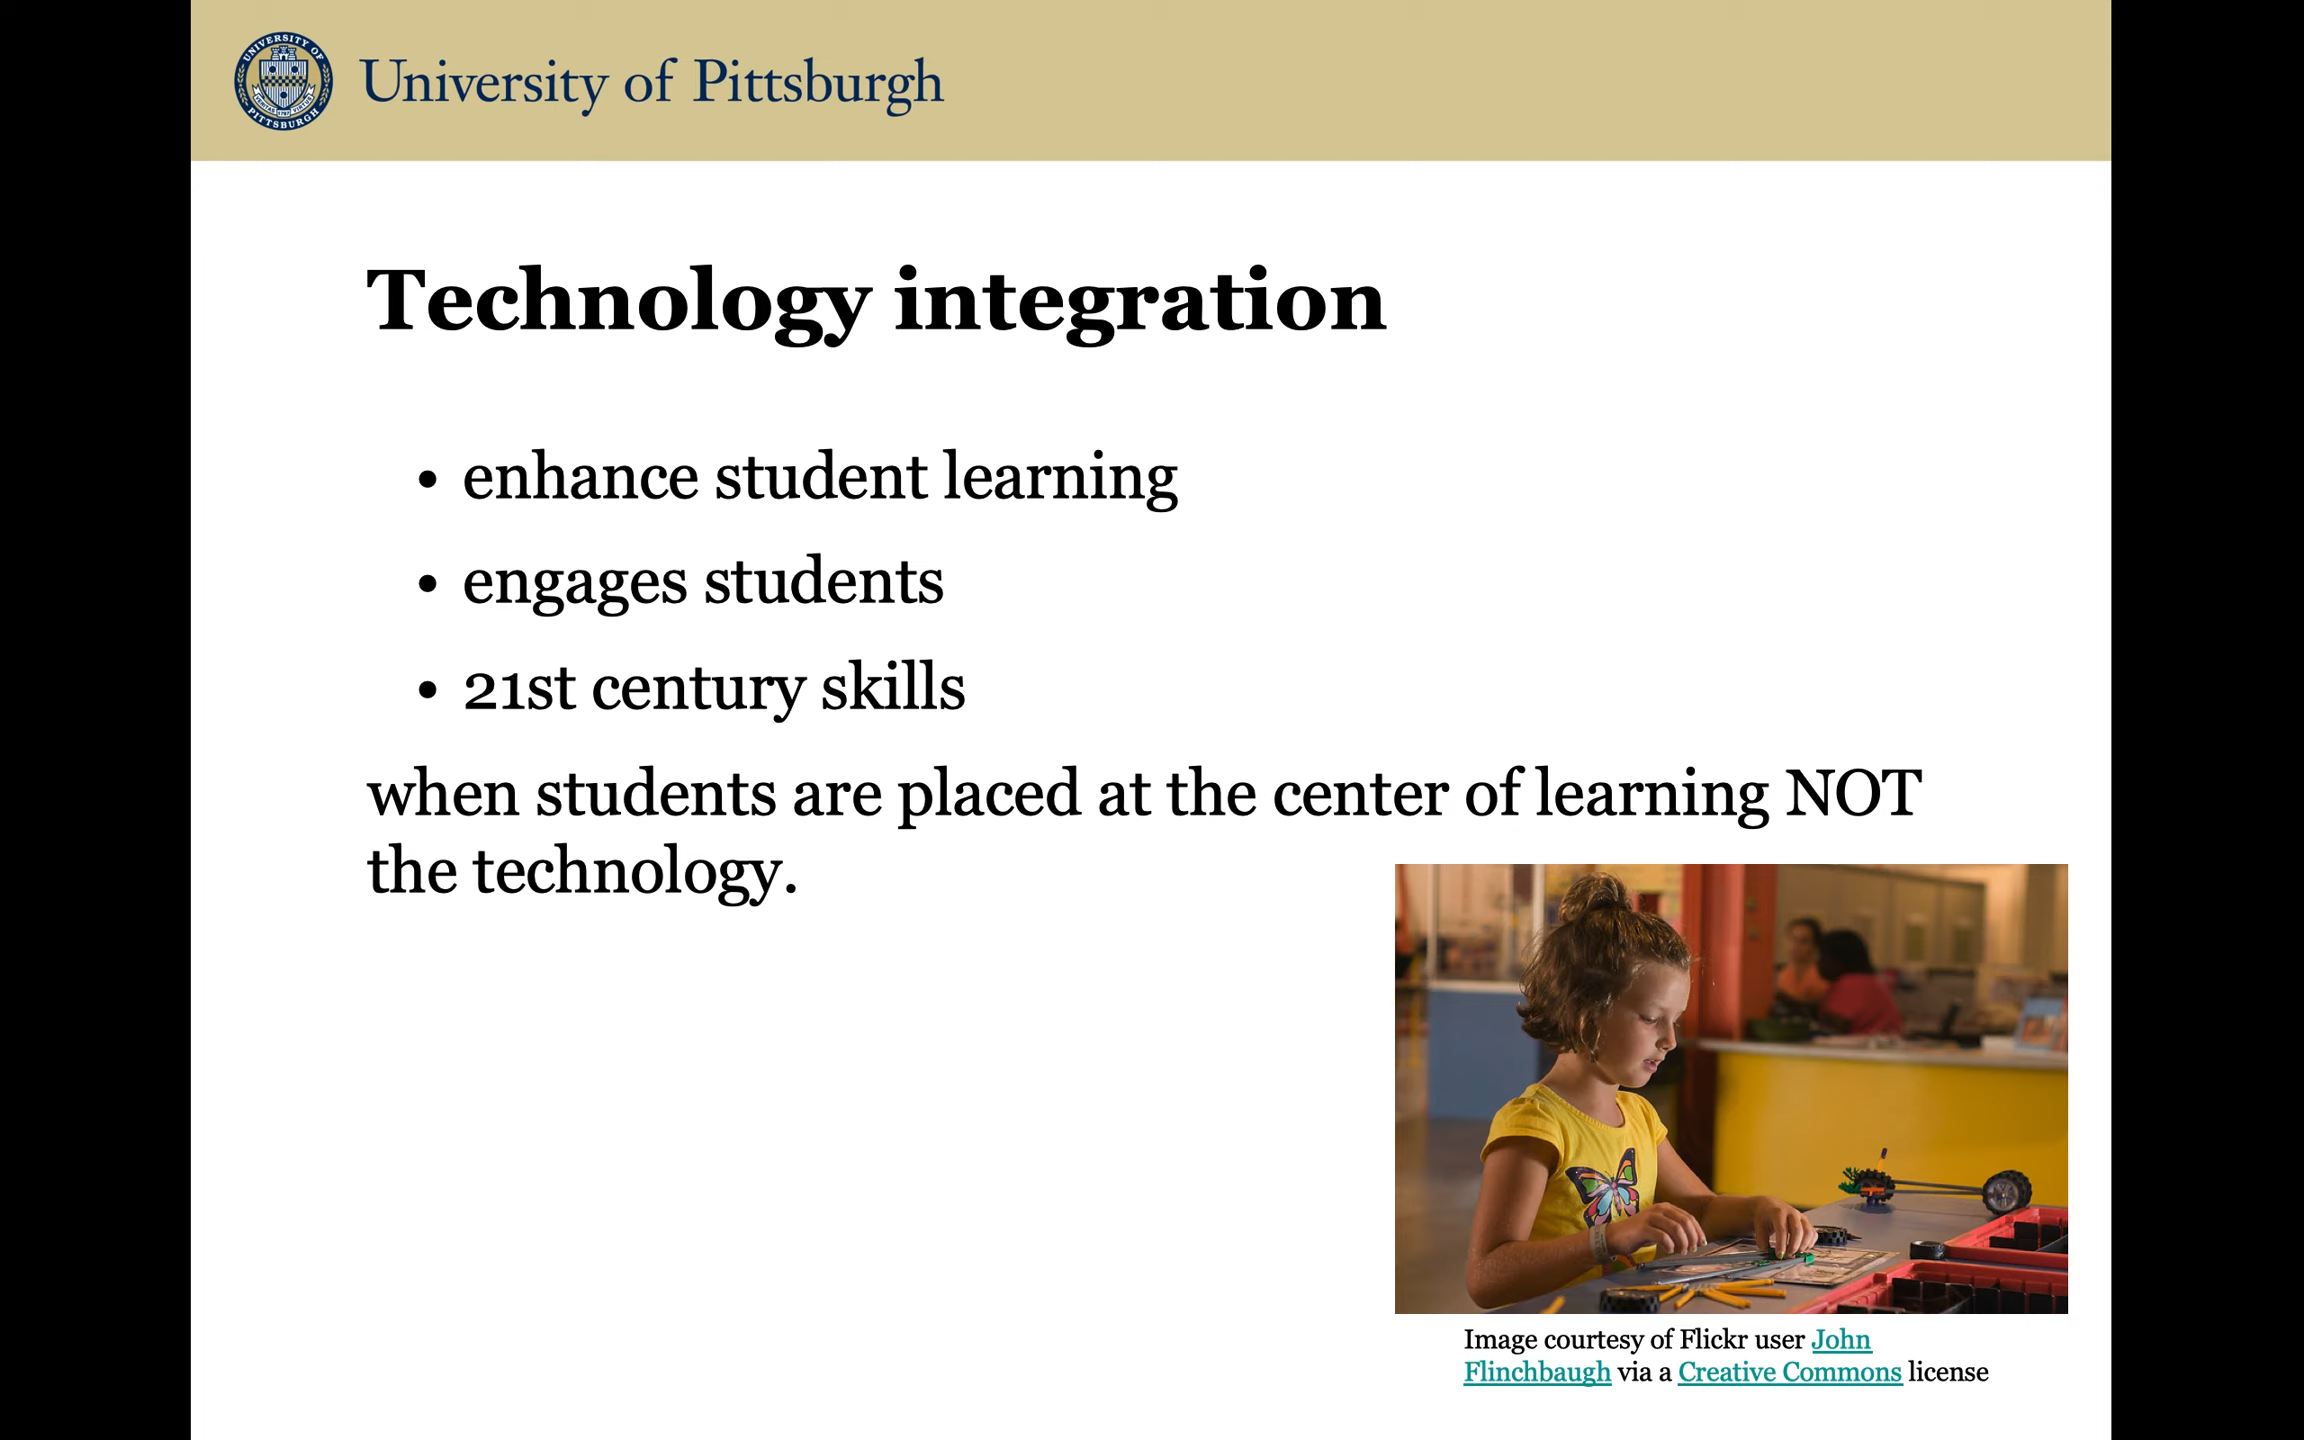 University of Pittsburgh
Technology integration
• enhance student learning
• engages students
• 21st century skills
when students are placed at the center of learning NOT
the technology.
Image courtesy of Flickr user John
Flinchbaugh via a Creative Commons license